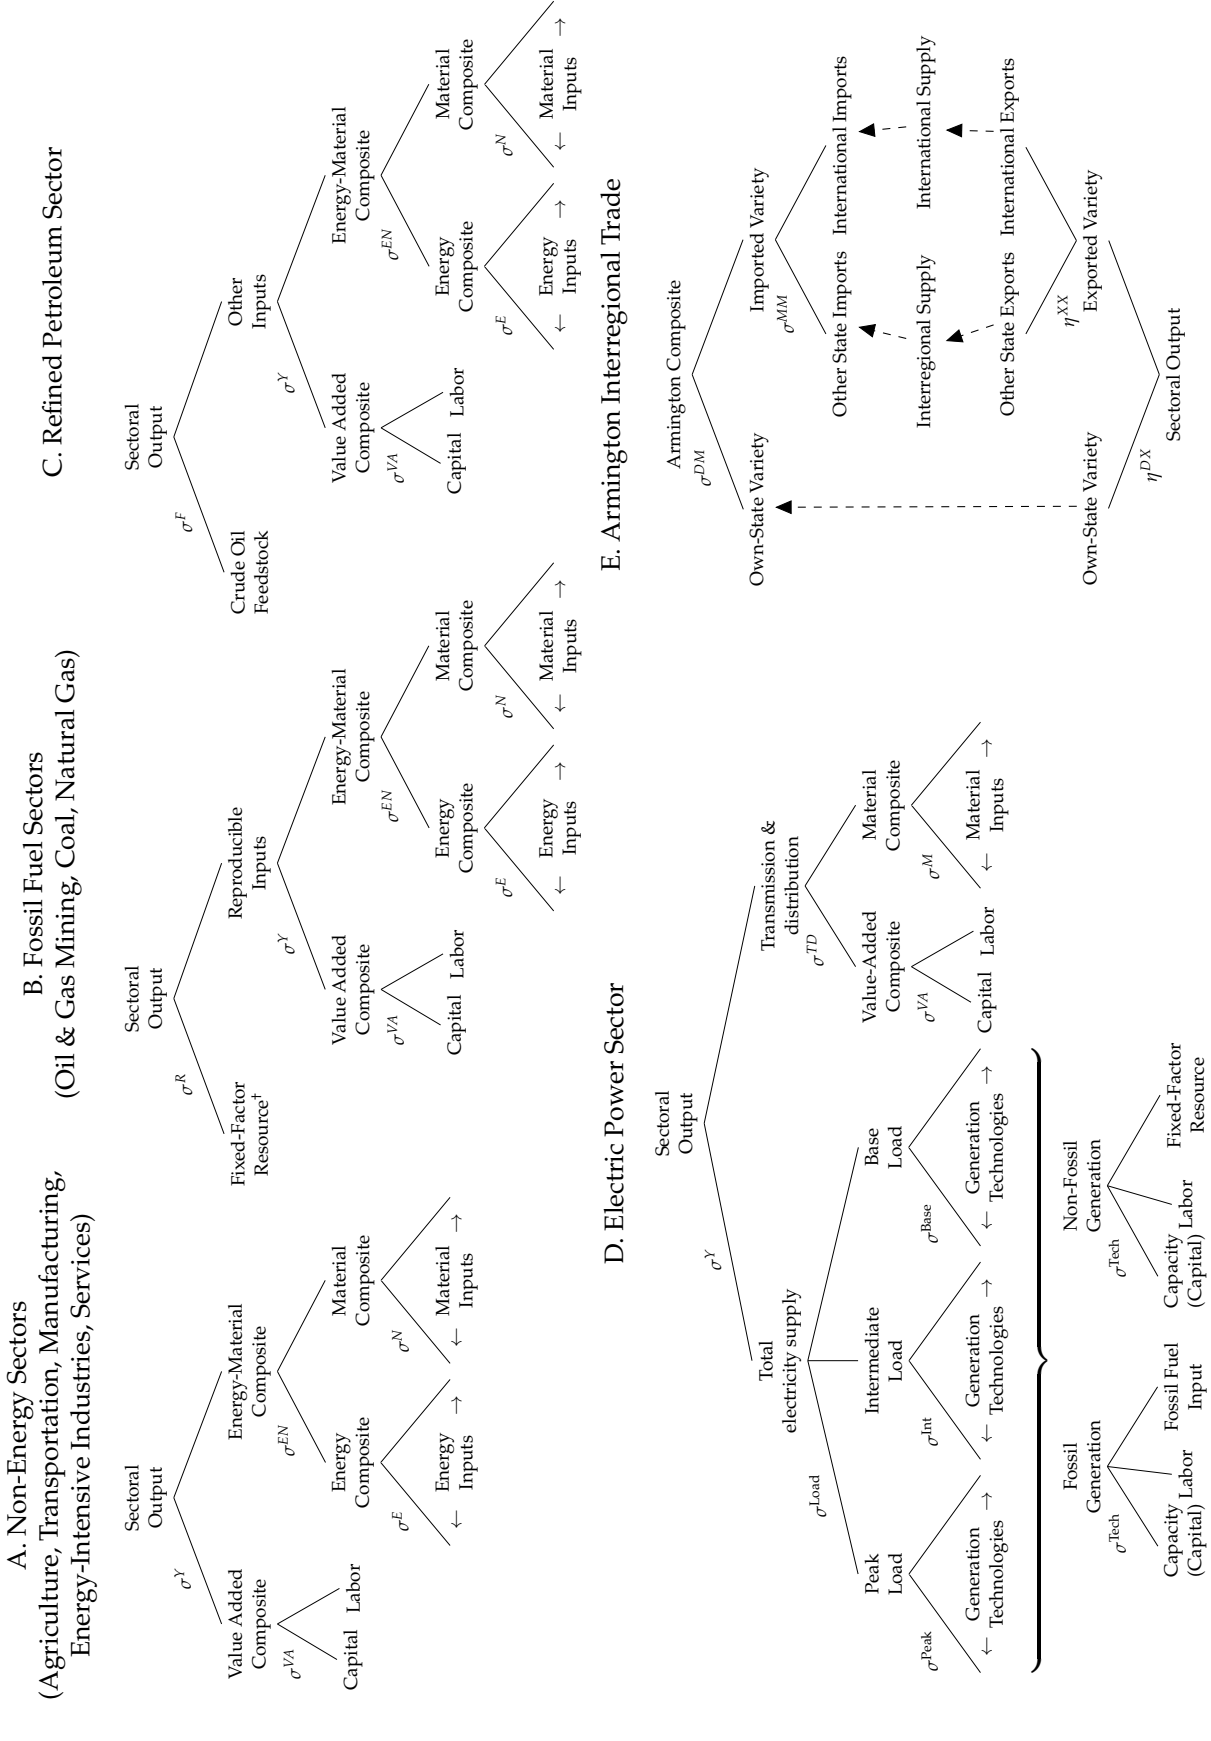 A. Non-Energy Sectors
(Agriculture, Transportation, Manufacturing,
Energy-Intensive Industries, Services)
Sectoral
Output
σ^Y
Value Added
Composite
σ^VA
Capital
Labor
Energy-Material
Composite
σ^EN
Energy
Composite
σ^E
← Energy →
Inputs
Material
Composite
σ^N
← Material →
Inputs
B. Fossil Fuel Sectors
(Oil & Gas Mining, Coal, Natural Gas)
Sectoral
Output
σ^R
Fixed-Factor
Resource†
Reproducible
Inputs
σ^Y
Value Added
Composite
σ^VA
Capital
Labor
Energy-Material
Composite
σ^EN
Energy
Composite
σ^E
← Energy →
Inputs
Material
Composite
σ^N
← Material →
Inputs
C. Refined Petroleum Sector
Sectoral
Output
σ^F
Crude Oil
Feedstock
Other
Inputs
σ^Y
Value Added
Composite
σ^VA
Capital
Labor
Energy-Material
Composite
σ^EN
Energy
Composite
σ^E
← Energy →
Inputs
Material
Composite
σ^N
← Material →
Inputs
D. Electric Power Sector
Sectoral
Output
σ^Y
Total
electricity supply
σ^Load
Peak
Load
σ^Peak
← Generation →
Technologies
Intermediate
Load
σ^Int
← Generation →
Technologies
Base
Load
σ^Base
← Generation →
Technologies
Transmission &
distribution
σ^TD
Value-Added
Composite
σ^VA
Capital
Labor
Material
Composite
σ^M
← Material →
Inputs
Fossil
Generation
σ^Tech
Capacity
(Capital)
Labor
Fossil Fuel
Input
Non-Fossil
Generation
σ^Tech
Capacity
(Capital)
Labor
Fixed-Factor
Resource
E. Armington Interregional Trade
Armington Composite
σ^DM
Own-State Variety
Imported Variety
σ^MM
Other State Imports
International Imports
Interregional Supply
International Supply
Other State Exports
International Exports
η^XX
Own-State Variety
Exported Variety
η^DX
Sectoral Output